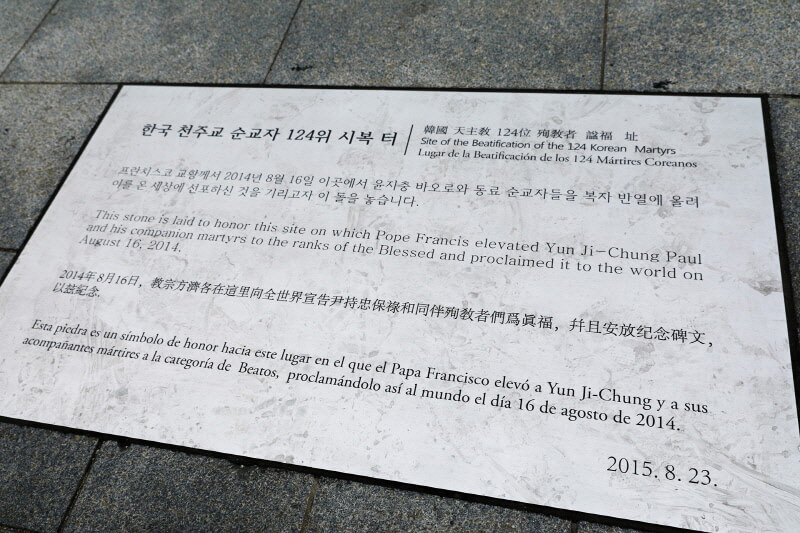 한국 천주교 순교자 124위 시복 터
韓國 天主教 124位 殉教者 諡福 址
Site of the Beatification of the 124 Korean Martyrs
Lugar de la Beatificación de los 124 Mártires Coreanos
프란치스코 교황께서 2014년 8월 16일 이곳에서 윤지충 바오로와 동료 순교자들을 복자 반열에 올려
이를 온 세상에 선포하신 것을 기리고자 이 돌을 놓습니다.
This stone is laid to honor this site on which Pope Francis elevated Yun Ji-Chung Paul
and his companion martyrs to the ranks of the Blessed and proclaimed it to the world on
August 16, 2014.
2014年 8月16日，教宗方濟各在這里向全世界宣告尹持忠保祿和同伴殉教者們爲眞福，幷且安放纪念碑文，
以玆紀念.
Esta piedra es un símbolo de honor hacia este lugar en el que el Papa Francisco elevó a Yun Ji-Chung y a sus
acompañantes mártires a la categoría de Beatos, proclamándolo así al mundo el día 16 de agosto de 2014.
2015. 8. 23.